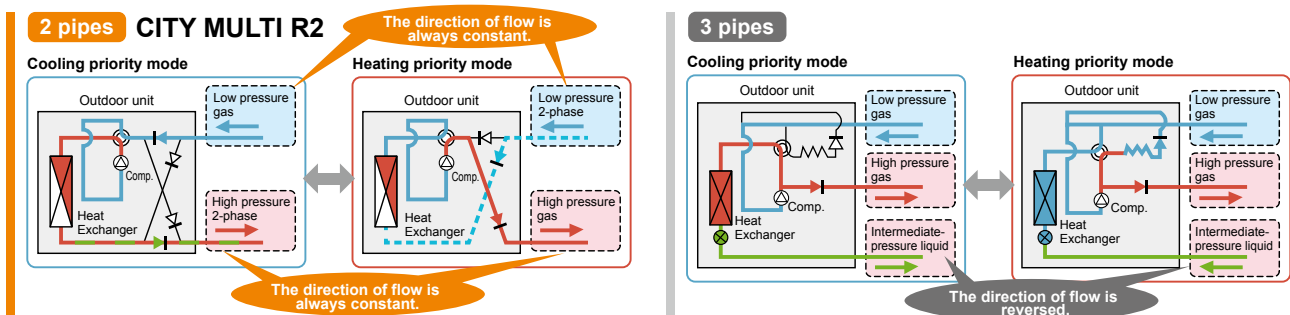 2 pipes CITY MULTI R2
The direction of flow is
always constant.
Cooling priority mode
Outdoor unit
Low pressure
gas
Comp.
Heat
Exchanger
High pressure
2-phase
Heating priority mode
Outdoor unit
Low pressure
2-phase
Comp.
Heat
Exchanger
High pressure
gas
The direction of flow is
always constant.
3 pipes
Cooling priority mode
Outdoor unit
Low pressure
gas
High pressure
gas
Comp.
Heat
Exchanger
Intermediate-
pressure liquid
Heating priority mode
Outdoor unit
Low pressure
gas
High pressure
gas
Comp.
Heat
Exchanger
Intermediate-
pressure liquid
The direction of flow is
reversed.